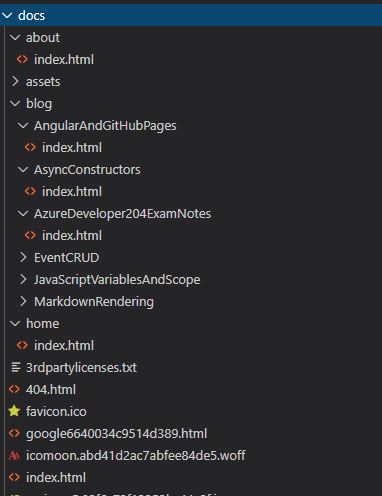 docs
about
index.html
assets
blog
AngularAndGitHubPages
index.html
AsyncConstructors
index.html
AzureDeveloper204ExamNotes
index.html
EventCRUD
JavaScriptVariablesAndScope
MarkdownRendering
home
index.html
3rdpartylicenses.txt
404.html
favicon.ico
google6640034c9514d389.html
icomoon.abd41d2ac7abfee84de5.woff
index.html